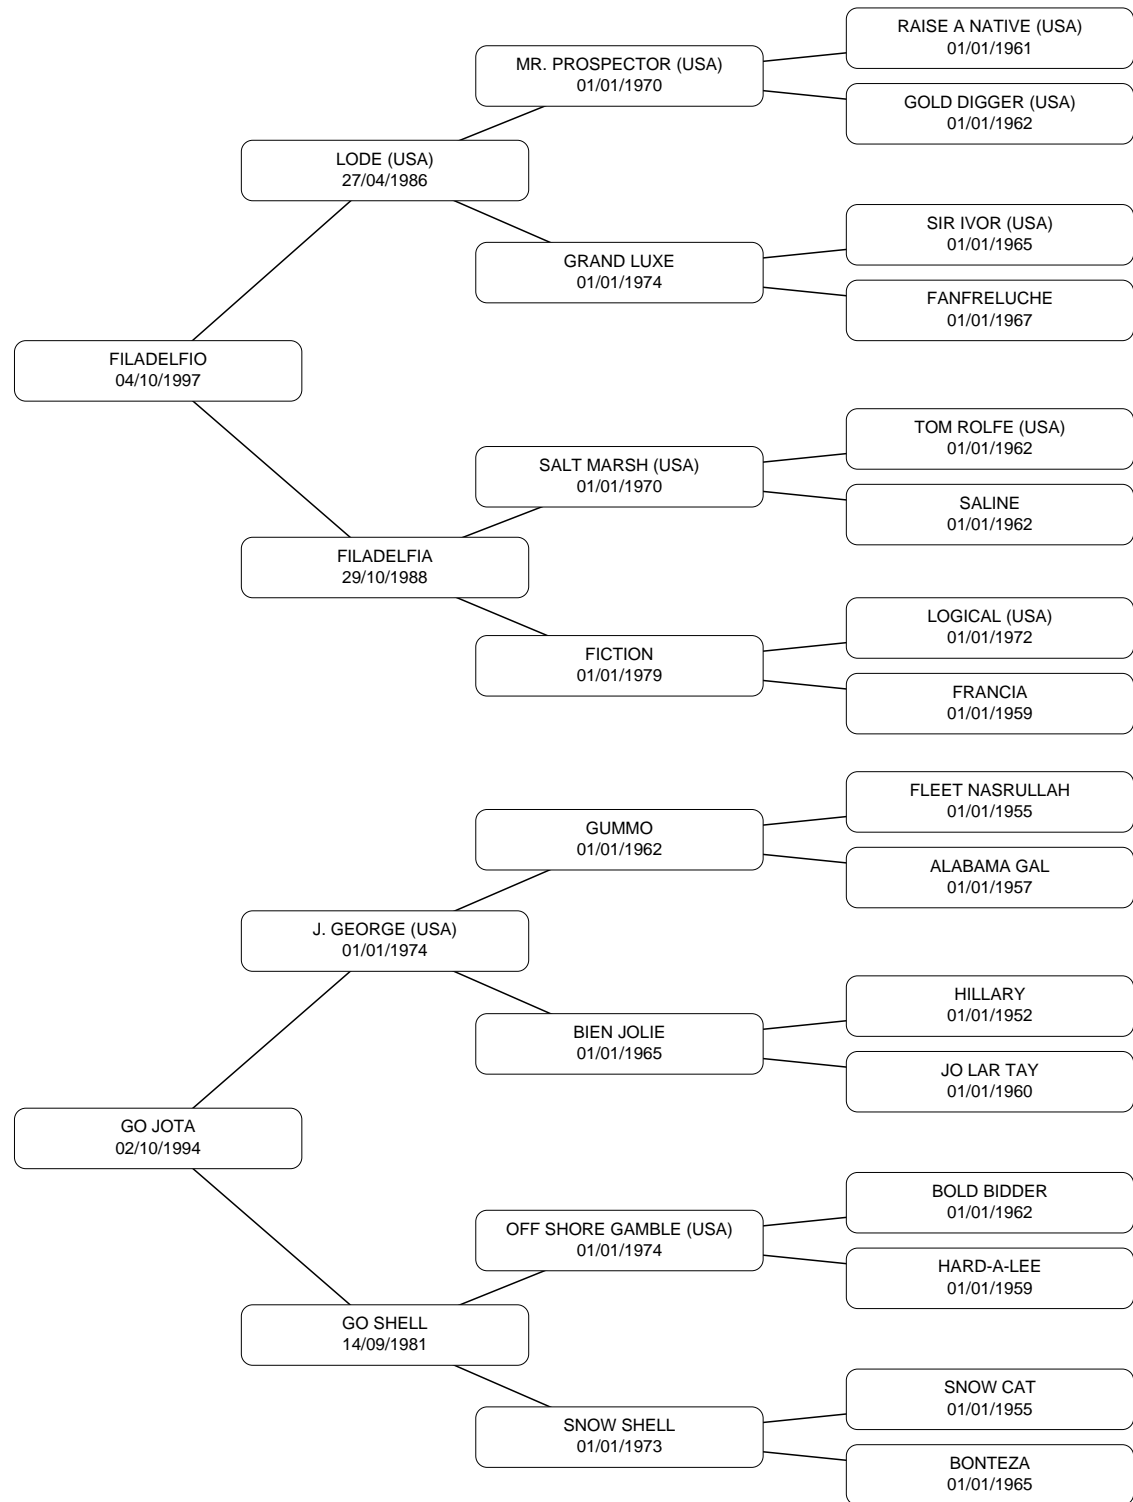 RAISE A NATIVE (USA)
01/01/1961
MR. PROSPECTOR (USA)
01/01/1970
GOLD DIGGER (USA)
01/01/1962
LODE (USA)
27/04/1986
SIR IVOR (USA)
01/01/1965
GRAND LUXE
01/01/1974
FANFRELUCHE
01/01/1967
FILADELFIO
04/10/1997
TOM ROLFE (USA)
01/01/1962
SALT MARSH (USA)
01/01/1970
SALINE
01/01/1962
FILADELFIA
29/10/1988
LOGICAL (USA)
01/01/1972
FICTION
01/01/1979
FRANCIA
01/01/1959
FLEET NASRULLAH
01/01/1955
GUMMO
01/01/1962
ALABAMA GAL
01/01/1957
J. GEORGE (USA)
01/01/1974
HILLARY
01/01/1952
BIEN JOLIE
01/01/1965
JO LAR TAY
01/01/1960
GO JOTA
02/10/1994
BOLD BIDDER
01/01/1962
OFF SHORE GAMBLE (USA)
01/01/1974
HARD-A-LEE
01/01/1959
GO SHELL
14/09/1981
SNOW CAT
01/01/1955
SNOW SHELL
01/01/1973
BONTEZA
01/01/1965